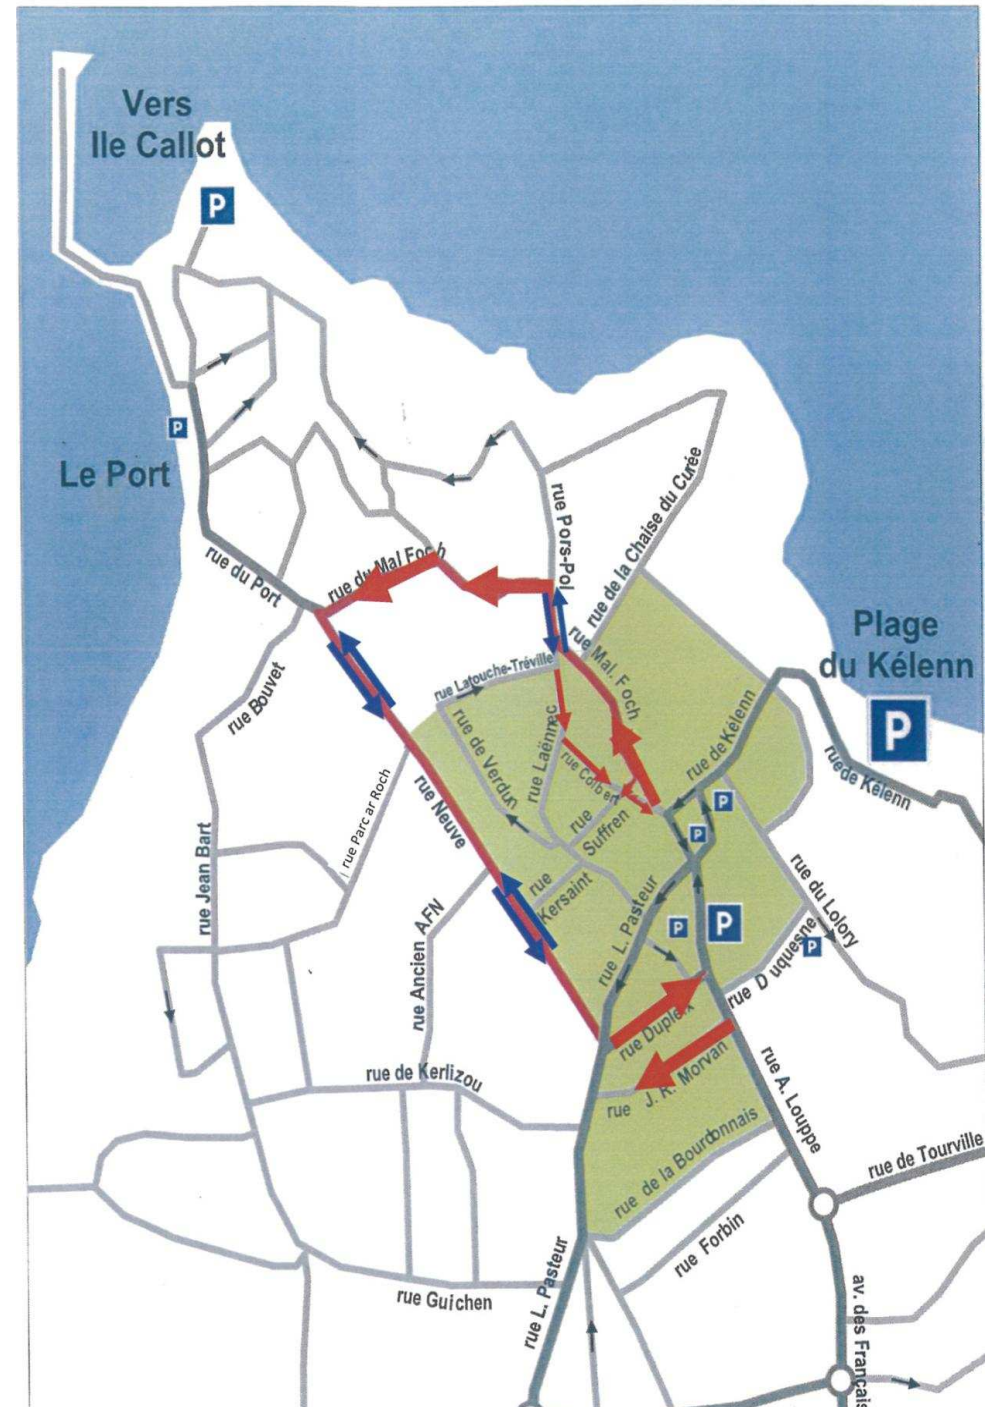 Vers
Ile Callot
P
P
Le Port
rue du Port
rue du Mal Foch
rue Pors-Pol
rue de la Chaise du Curée
rue Mal. Foch
Plage
du Kélenn
P
rue de Kélenn
rue de Kélenn
rue Latouche-Tréville
rue Bouvet
rue de Verdun
rue Laënnec
rue Colbert
rue
Suffren
rue Neuve
rue Parc ar Roch
rue Jean Bart
P
P
rue
Kersaint
rue L. Pasteur
P
P
rue du Lolory
P
rue Duquesne
rue Ancien AFN
rue Dupleix
rue J. R. Morvan
rue de Kerlizou
rue A. Louppe
rue de la Bourdonnais
rue de Tourville
rue Forbin
rue Guichen
rue L. Pasteur
av. des Français